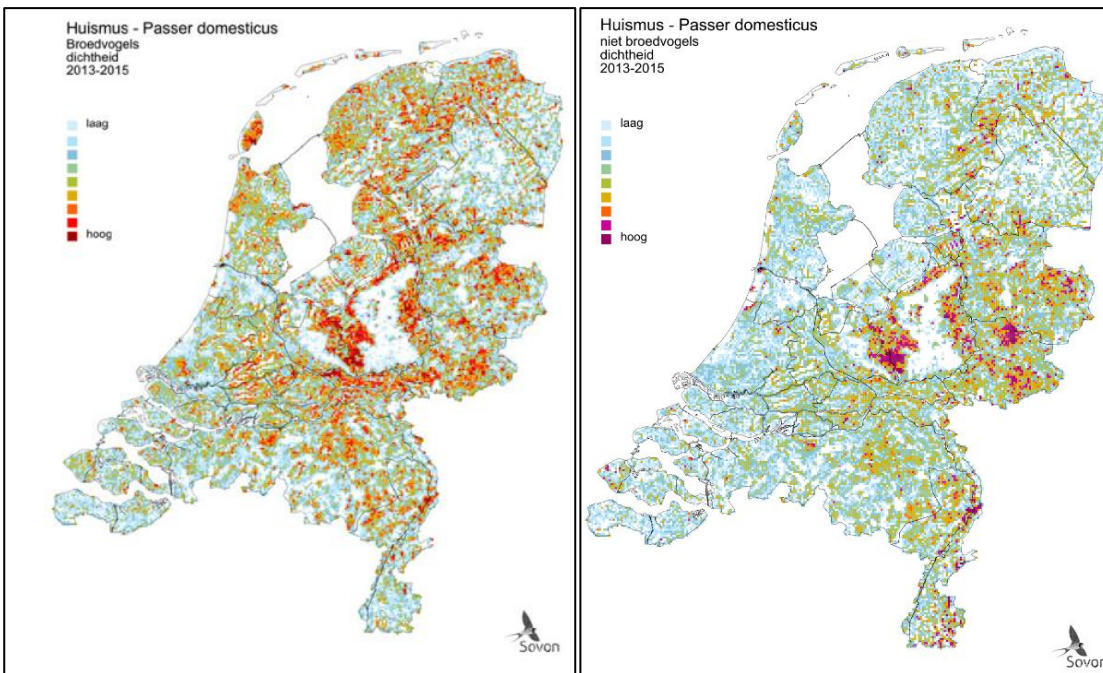 Huismus - Passer domesticus
Broedvogels
dichtheid
2013-2015
laag
hoog
Sovon
Huismus - Passer domesticus
niet broedvogels
dichtheid
2013-2015
laag
hoog
Sovon